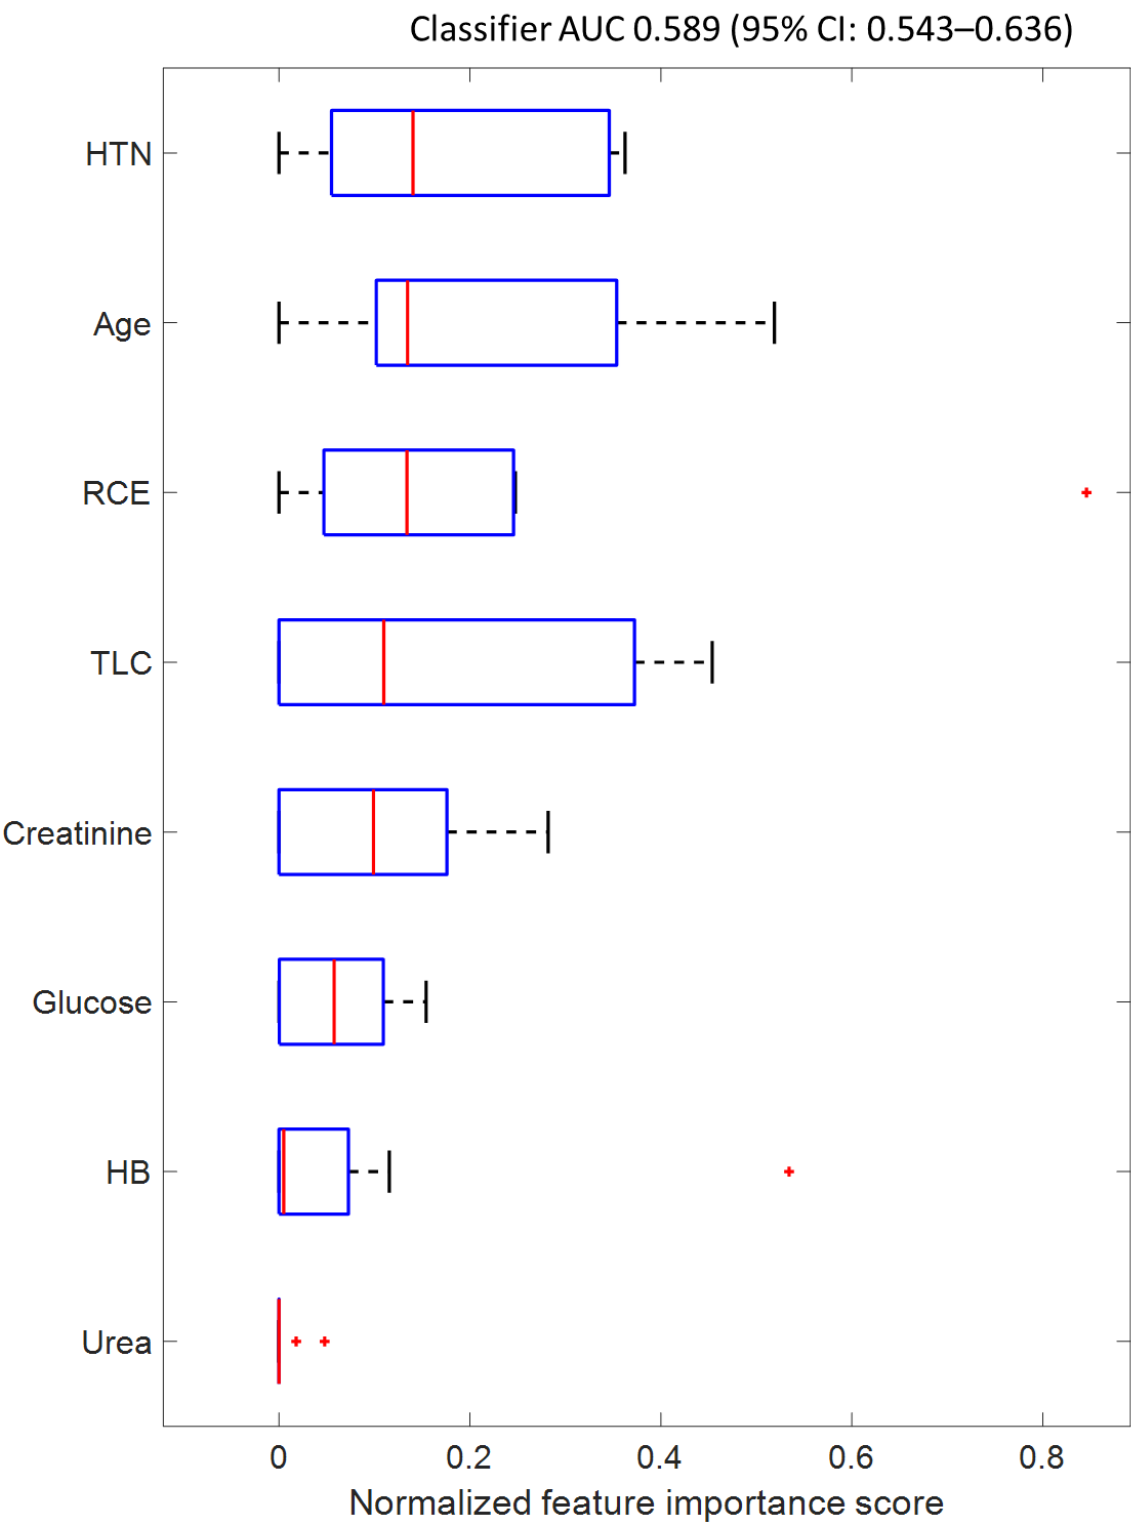 Classifier AUC 0.589 (95% CI: 0.543–0.636)
HTN
Age
RCE
TLC
Creatinine
Glucose
HB
Urea
0 0.2 0.4 0.6 0.8
Normalized feature importance score